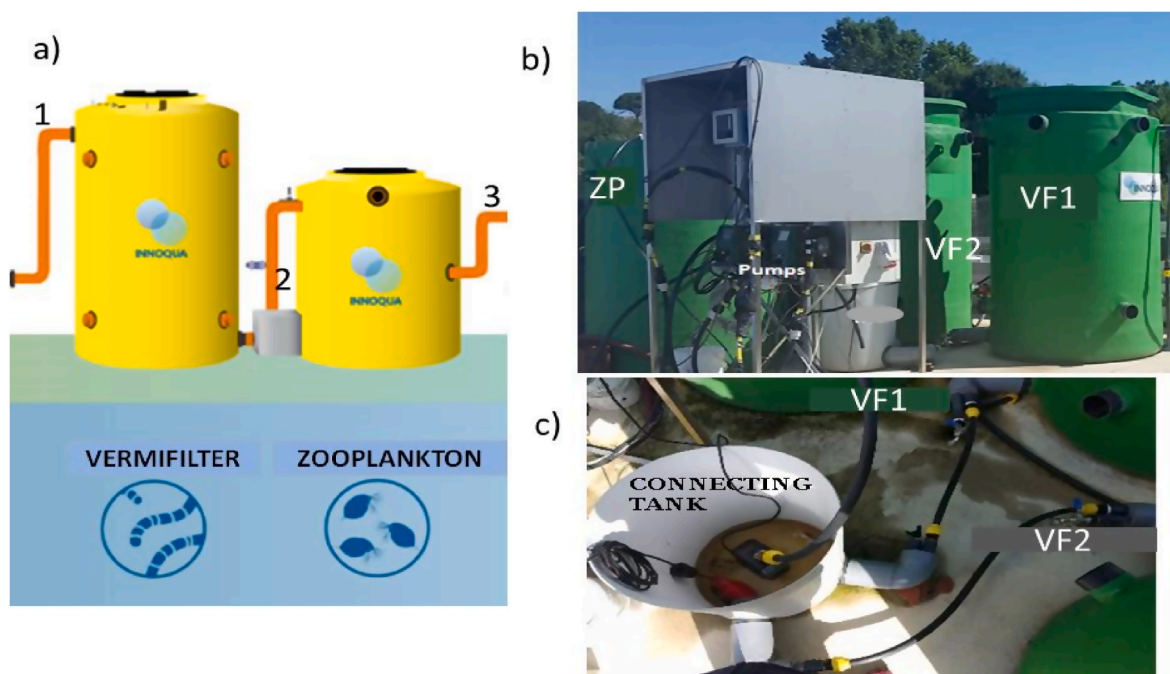 a)
1
2
3
INNOQUA
INNOQUA
VERMIFILTER
ZOOPLANKTON
b)
ZP
Pumps
VF2
VF1
INNOQUA
c)
VF1
CONNECTING
TANK
VF2